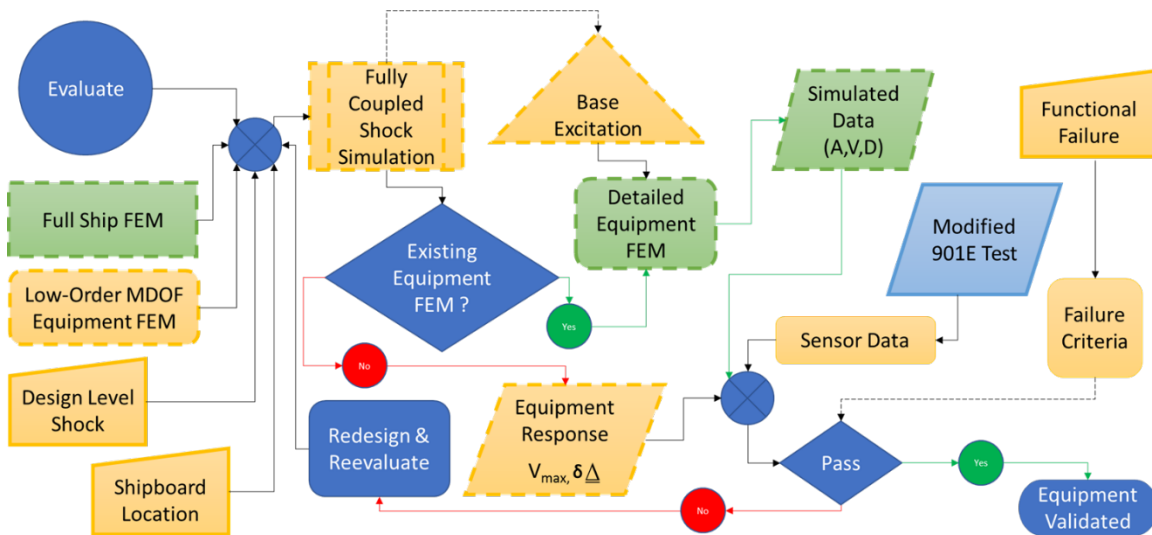 Evaluate
Full Ship FEM
Low-Order MDOF
Equipment FEM
Design Level
Shock
Shipboard
Location
Fully
Coupled
Shock
Simulation
Existing
Equipment
FEM ?
No
Yes
Redesign &
Reevaluate
Base
Excitation
Detailed
Equipment
FEM
Equipment
Response
Vmax, δΔ
Simulated
Data
(A,V,D)
Modified
901E Test
Sensor Data
Functional
Failure
Failure
Criteria
Pass
No
Yes
Equipment
Validated